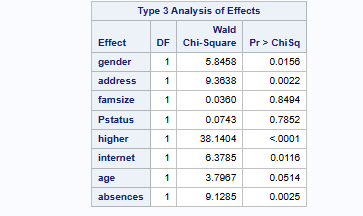 Type 3 Analysis of Effects
Effect DF Wald Chi-Square Pr > ChiSq
gender 1 5.8458 0.0156
address 1 9.3638 0.0022
famsize 1 0.0360 0.8494
Pstatus 1 0.0743 0.7852
higher 1 38.1404 <.0001
internet 1 6.3785 0.0116
age 1 3.7967 0.0514
absences 1 9.1285 0.0025